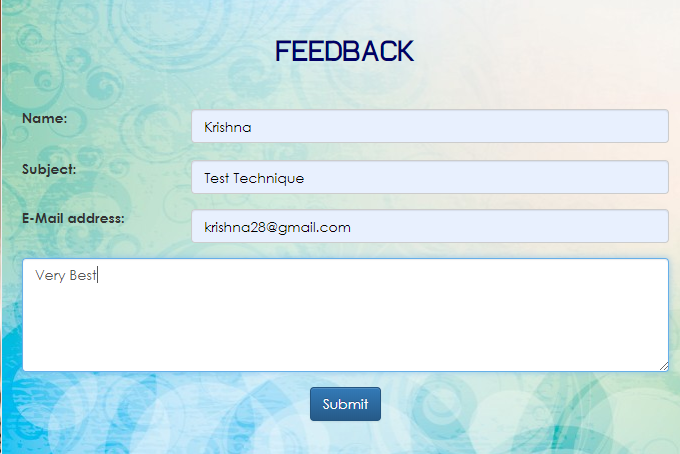 FEEDBACK
Name: Krishna
Subject: Test Technique
E-Mail address: krishna28@gmail.com
Very Best
Submit